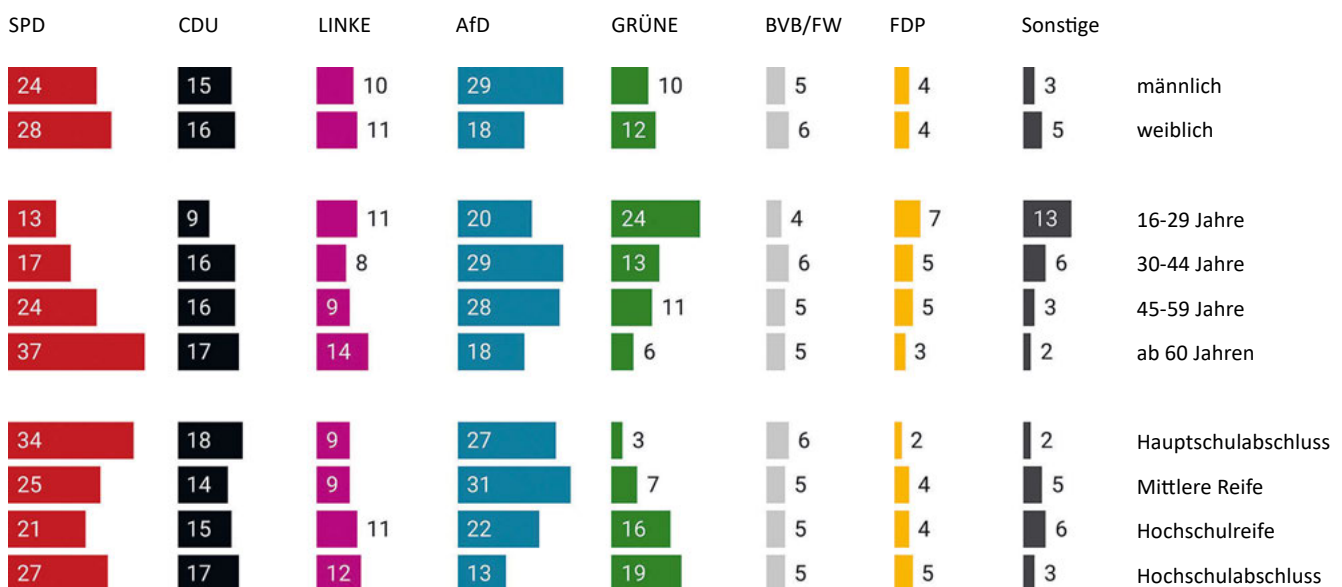 SPD CDU LINKE AfD GRÜNE BVB/FW FDP Sonstige
24 15 10 29 10 5 4 3 männlich
28 16 11 18 12 6 4 5 weiblich
13 9 11 20 24 4 7 13 16-29 Jahre
17 16 8 29 13 6 5 6 30-44 Jahre
24 16 9 28 11 5 5 3 45-59 Jahre
37 17 14 18 6 5 3 2 ab 60 Jahren
34 18 9 27 3 6 2 2 Hauptschulabschluss
25 14 9 31 7 5 4 5 Mittlere Reife
21 15 11 22 16 5 4 6 Hochschulreife
27 17 12 13 19 5 5 3 Hochschulabschluss